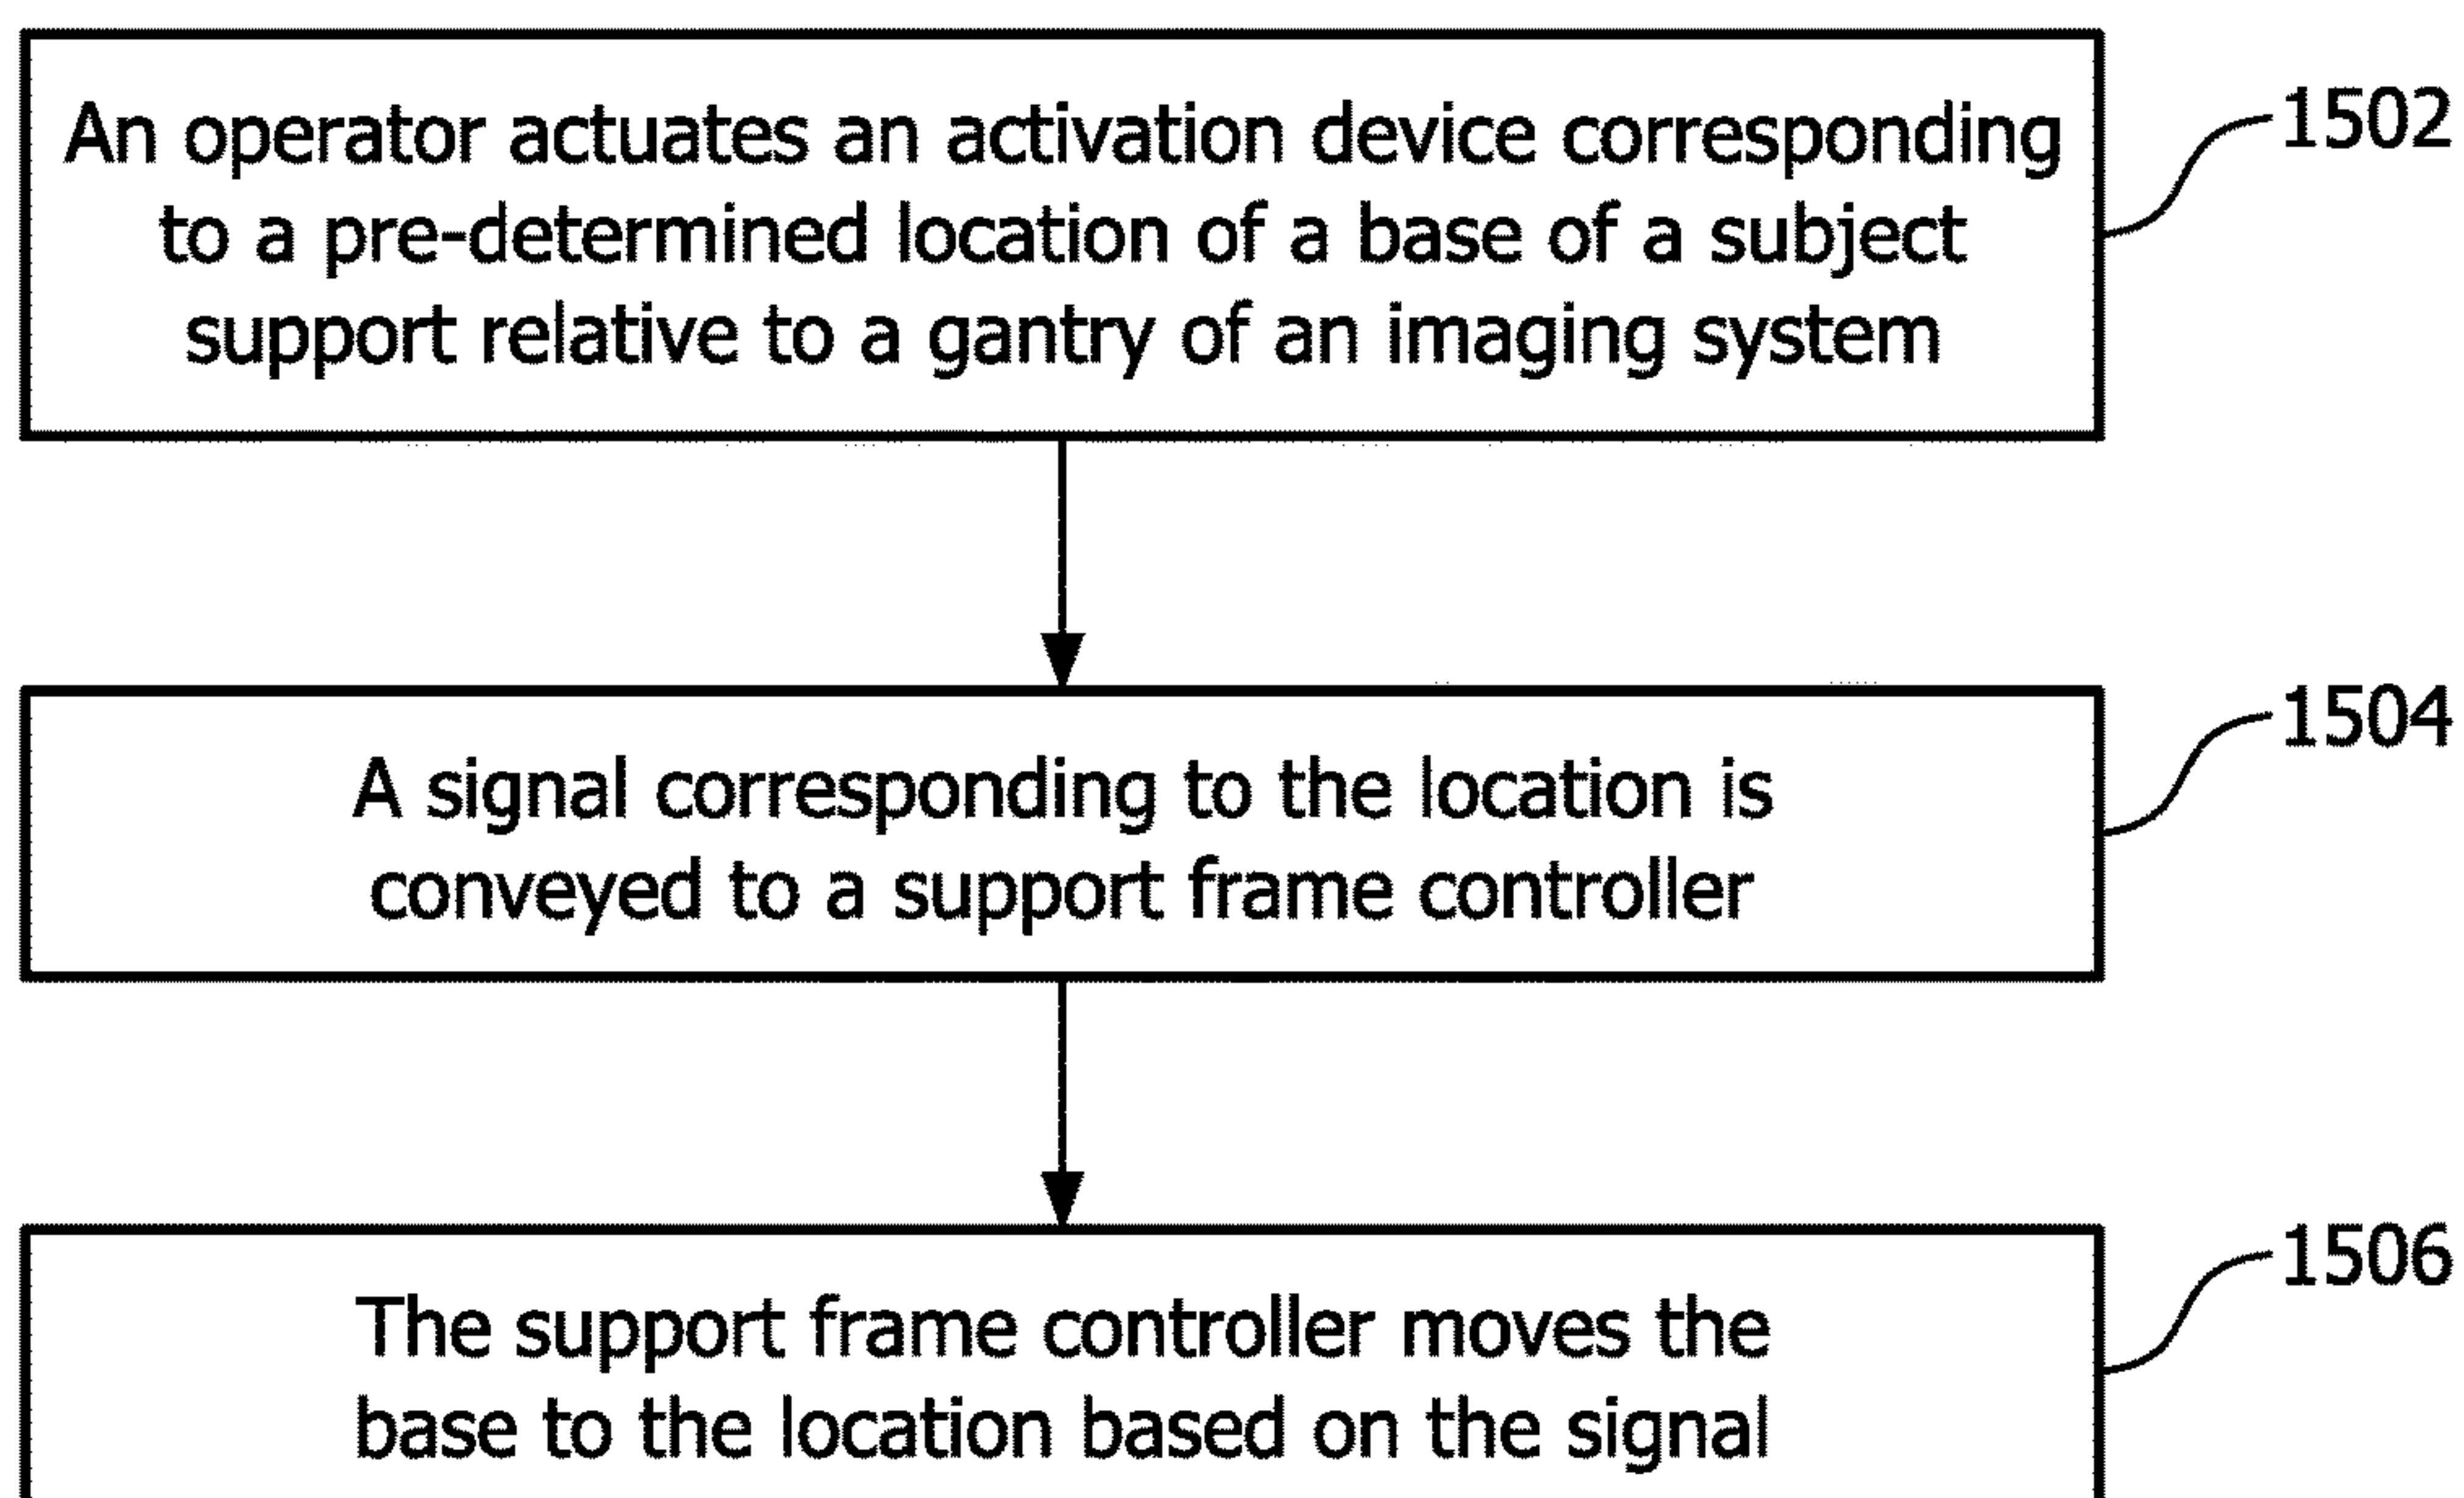 An operator actuates an activation device corresponding
to a pre-determined location of a base of a subject
support relative to a gantry of an imaging system
1502
A signal corresponding to the location is
conveyed to a support frame controller
1504
The support frame controller moves the
base to the location based on the signal
1506